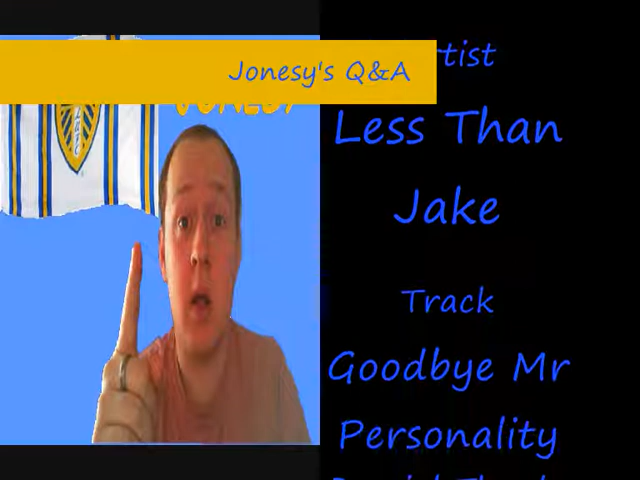 Jonesy's Q&A
tist
Less Than
Jake
Track
Goodbye Mr
Personality